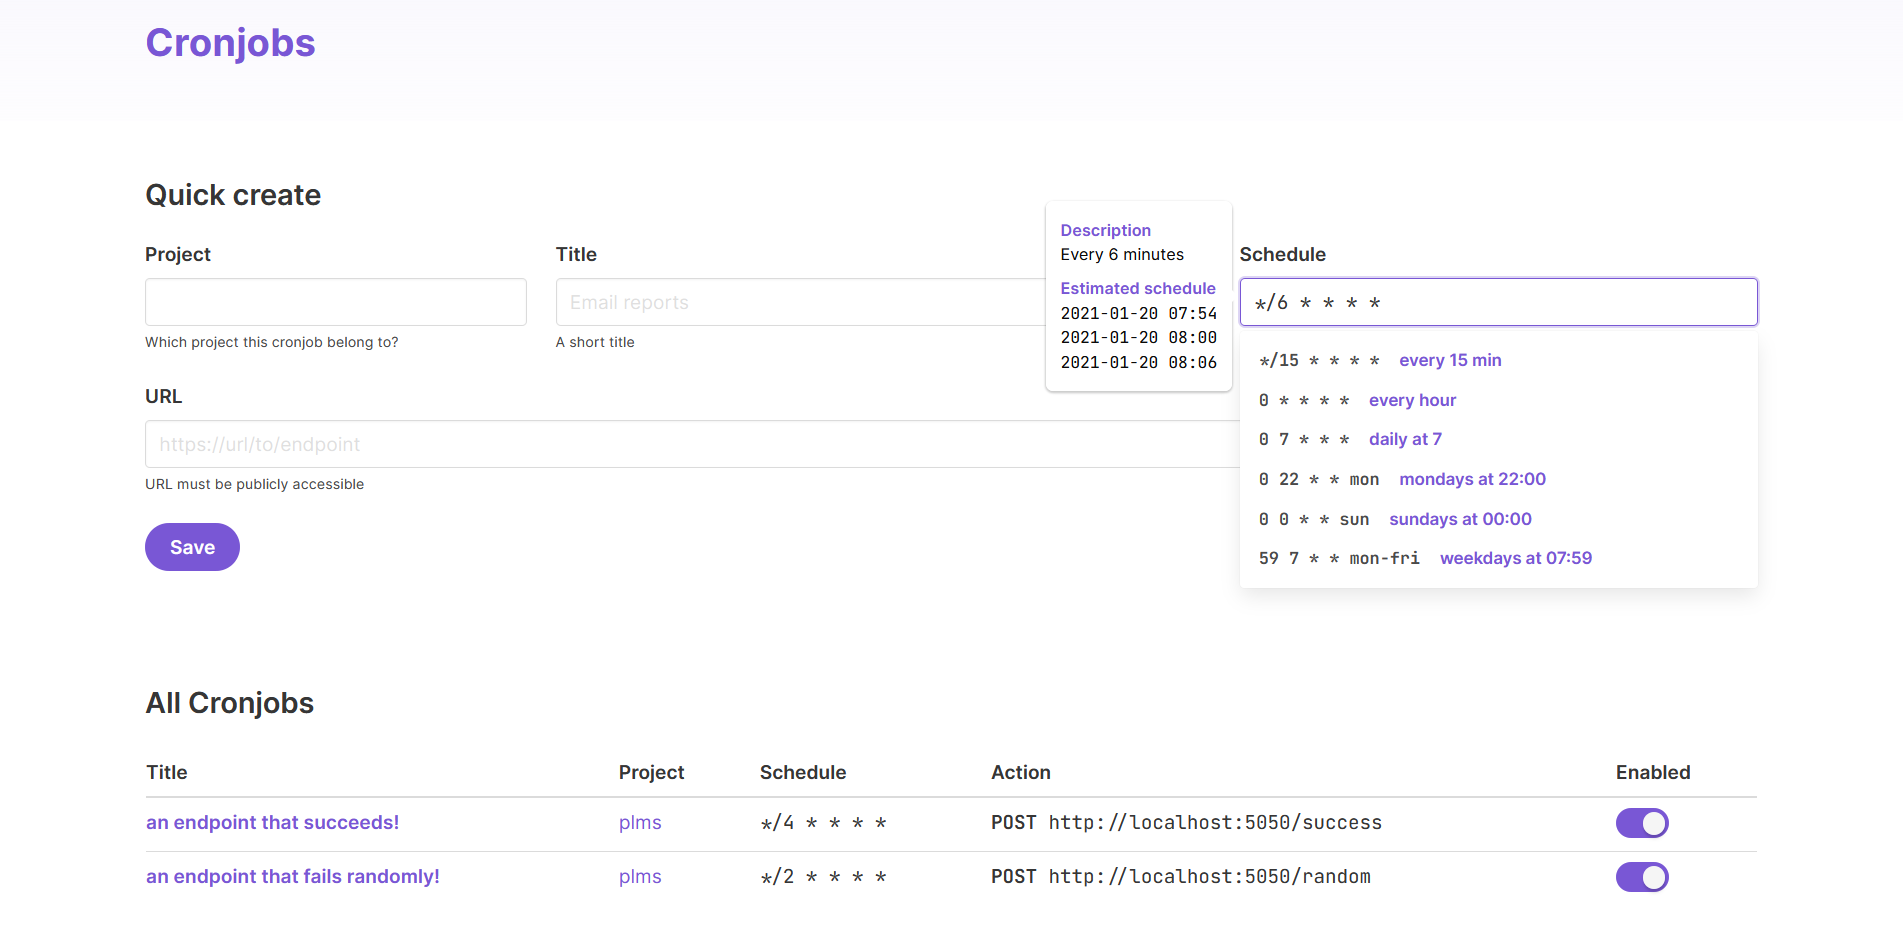 Cronjobs
Quick create
Project
Which project this cronjob belong to?
Title
Email reports
A short title
Description
Every 6 minutes
Estimated schedule
2021-01-20 07:54
2021-01-20 08:00
2021-01-20 08:06
Schedule
*/6 * * * *
*/15 * * * * every 15 min
0 * * * * every hour
0 7 * * * daily at 7
0 22 * * mon mondays at 22:00
0 0 * * sun sundays at 00:00
59 7 * * mon-fri weekdays at 07:59
URL
https://url/to/endpoint
URL must be publicly accessible
Save
All Cronjobs
Title Project Schedule Action Enabled
an endpoint that succeeds! plms */4 * * * * POST http://localhost:5050/success
an endpoint that fails randomly! plms */2 * * * * POST http://localhost:5050/random